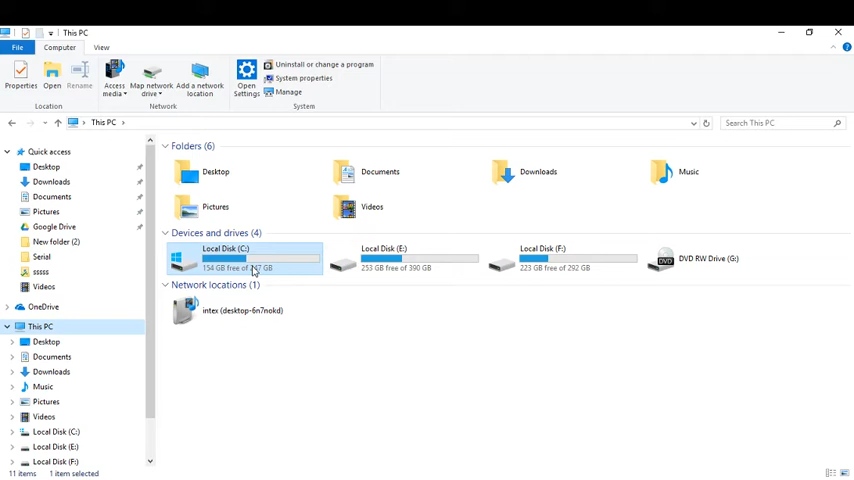 This PC
File Computer View
Properties Open Rename Access media Map network drive Add a network location Open Settings Uninstall or change a program
System properties
Manage
Location Network System
This PC Search This PC
Quick access
Desktop
Downloads
Documents
Pictures
Google Drive
New folder (2)
Serial
sssss
Videos
OneDrive
This PC
Desktop
Documents
Downloads
Music
Pictures
Videos
Local Disk (C:)
Local Disk (E:)
Local Disk (F:)
Folders (6)
Desktop Documents Downloads Music
Pictures Videos
Devices and drives (4)
Local Disk (C:) Local Disk (E:) Local Disk (F:) DVD RW Drive (G:)
154 GB free of GB 253 GB free of 390 GB 223 GB free of 292 GB
DVD
Network locations (1)
intex (desktop-6n7nokd)
11 items 1 item selected